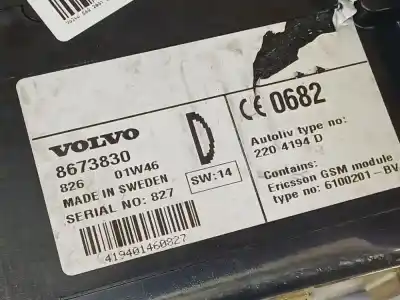 VOLVO
8673830
826 01W46
MADE IN SWEDEN
SERIAL NO: 827
D
SW:14
419401460827
CE 0682
Autoliv type no:
220 4194 D
Contains:
Ericsson GSM module
type no: 6100201-BV